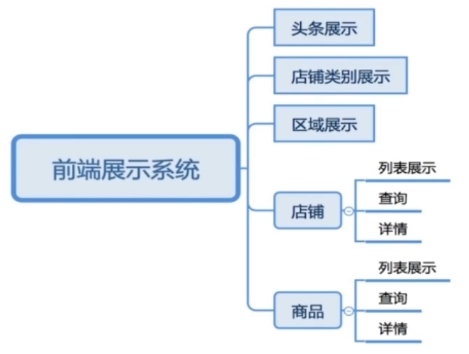 头条展示
店铺类别展示
区域展示
前端展示系统
店铺
列表展示
查询
详情
商品
列表展示
查询
详情